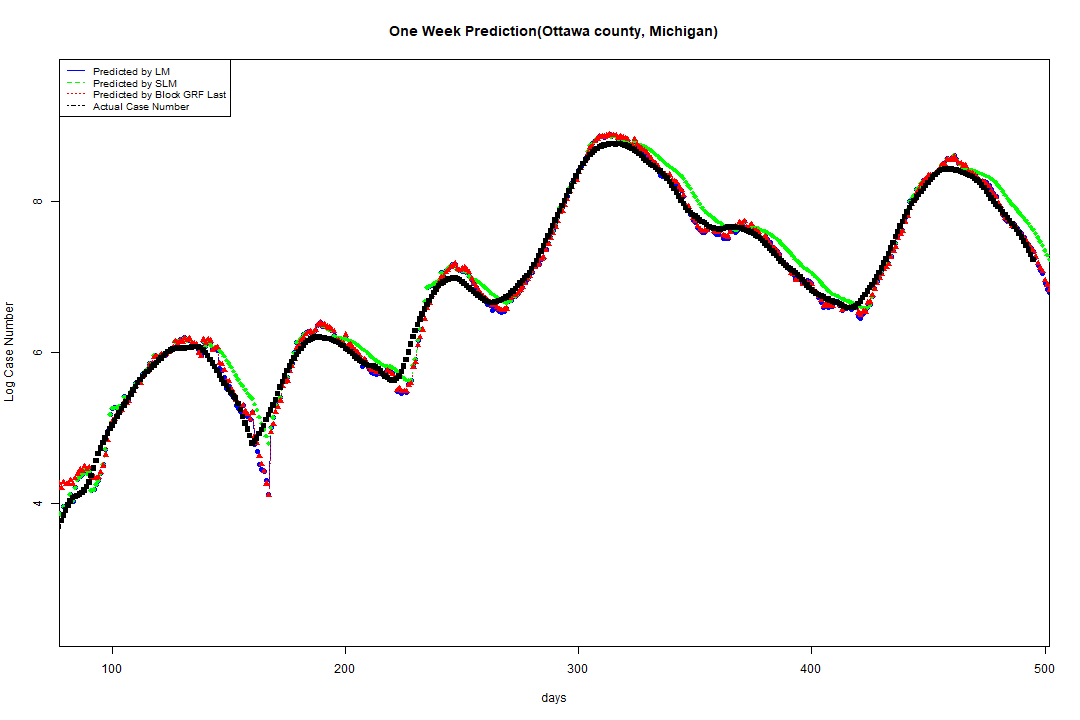 One Week Prediction(Ottawa county, Michigan)
Predicted by LM
Predicted by SLM
Predicted by Block GRF Last
Actual Case Number
Log Case Number
8
6
4
100 200 300 400 500
days